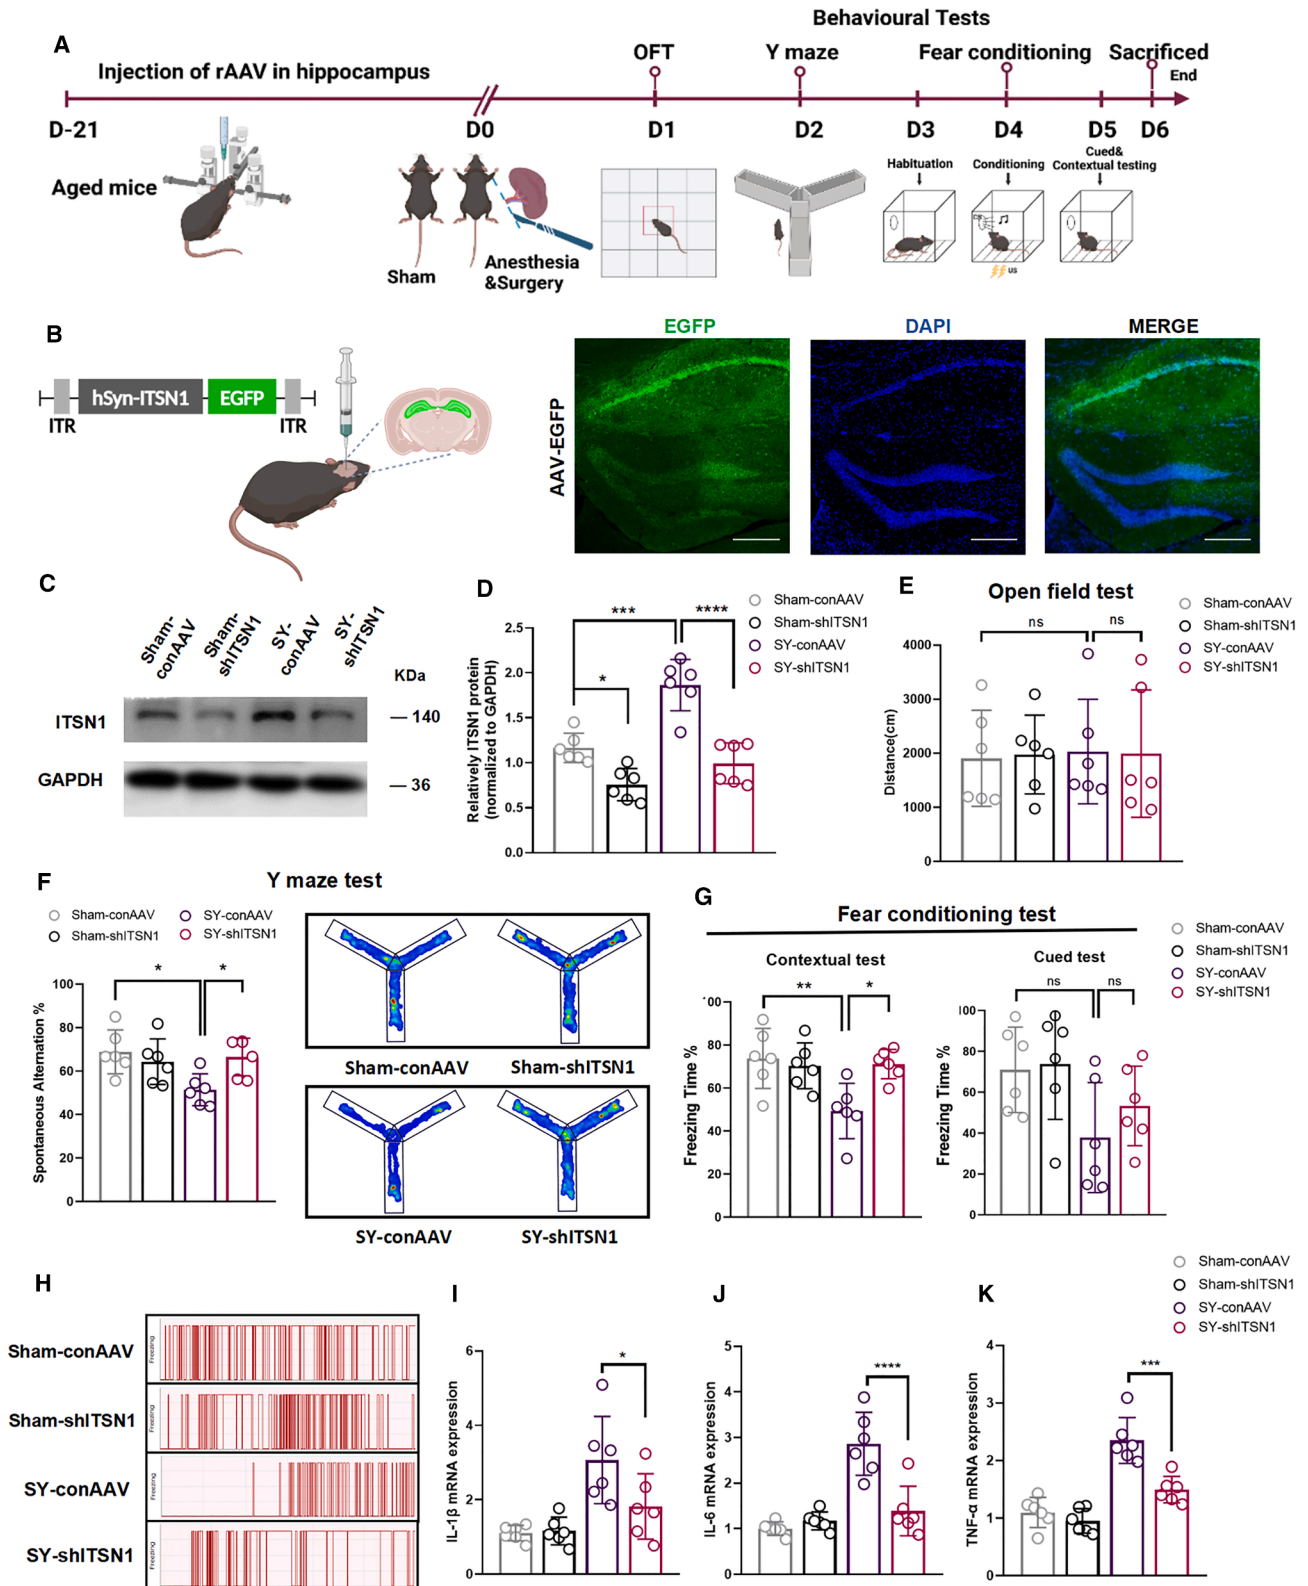 A
Behavioural Tests
OFT
Y maze
Fear conditioning
Sacrificed
Injection of rAAV in hippocampus
End
D-21
D0
D1
D2
D3
D4
D5
D6
Aged mice
Sham
Anesthesia
&Surgery
Habituation
Conditioning
Cued&
Contextual testing
CS
US
B
EGFP
DAPI
MERGE
hSyn-ITSN1
EGFP
ITR
ITR
AAV-EGFP
C
Sham-
conAAV
Sham-
shITSN1
SY-
conAAV
SY-
shITSN1
KDa
ITSN1
— 140
GAPDH
— 36
D
Sham-conAAV
Sham-shITSN1
SY-conAAV
SY-shITSN1
***
****
*
Relatively ITSN1 protein
(normalized to GAPDH)
2.5
2.0
1.5
1.0
0.5
0.0
E
Open field test
Sham-conAAV
Sham-shITSN1
SY-conAAV
SY-shITSN1
ns
ns
Distance(cm)
4000
3000
2000
1000
0
F
Y maze test
Sham-conAAV
SY-conAAV
Sham-shITSN1
SY-shITSN1
*
*
Spontaneous Alternation %
100
80
60
40
20
0
Sham-conAAV
Sham-shITSN1
SY-conAAV
SY-shITSN1
G
Fear conditioning test
Sham-conAAV
Sham-shITSN1
SY-conAAV
SY-shITSN1
Contextual test
**
*
Freezing Time %
100
80
60
40
20
0
Cued test
ns
ns
Freezing Time %
100
80
60
40
20
0
H
Sham-conAAV
Freezing
Sham-shITSN1
Freezing
SY-conAAV
Freezing
SY-shITSN1
Freezing
I
*
IL-1β mRNA expression
6
4
2
0
J
****
IL-6 mRNA expression
5
4
3
2
1
0
K
Sham-conAAV
Sham-shITSN1
SY-conAAV
SY-shITSN1
***
TNF-α mRNA expression
4
3
2
1
0